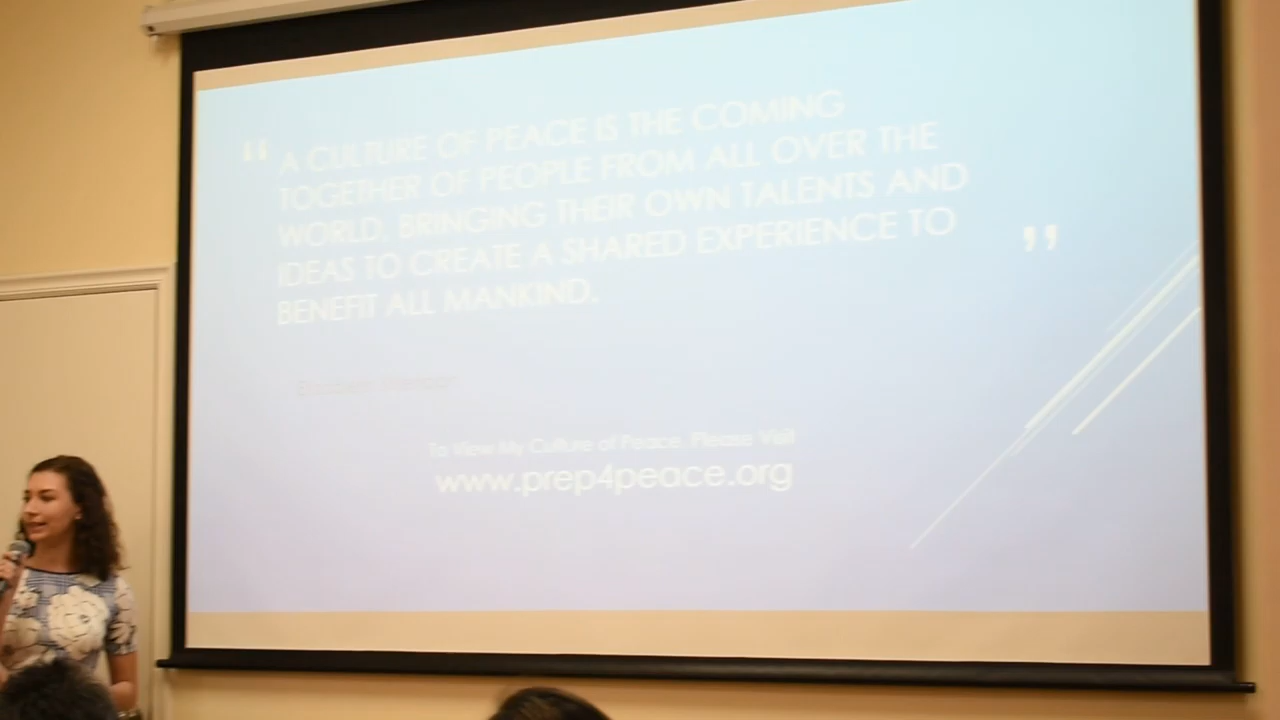 “ A CULTURE OF PEACE IS THE COMING
TOGETHER OF PEOPLE FROM ALL OVER THE
WORLD, BRINGING THEIR OWN TALENTS AND
IDEAS TO CREATE A SHARED EXPERIENCE TO
BENEFIT ALL MANKIND. ”
To View My Culture of Peace, Please Visit
www.prep4peace.org